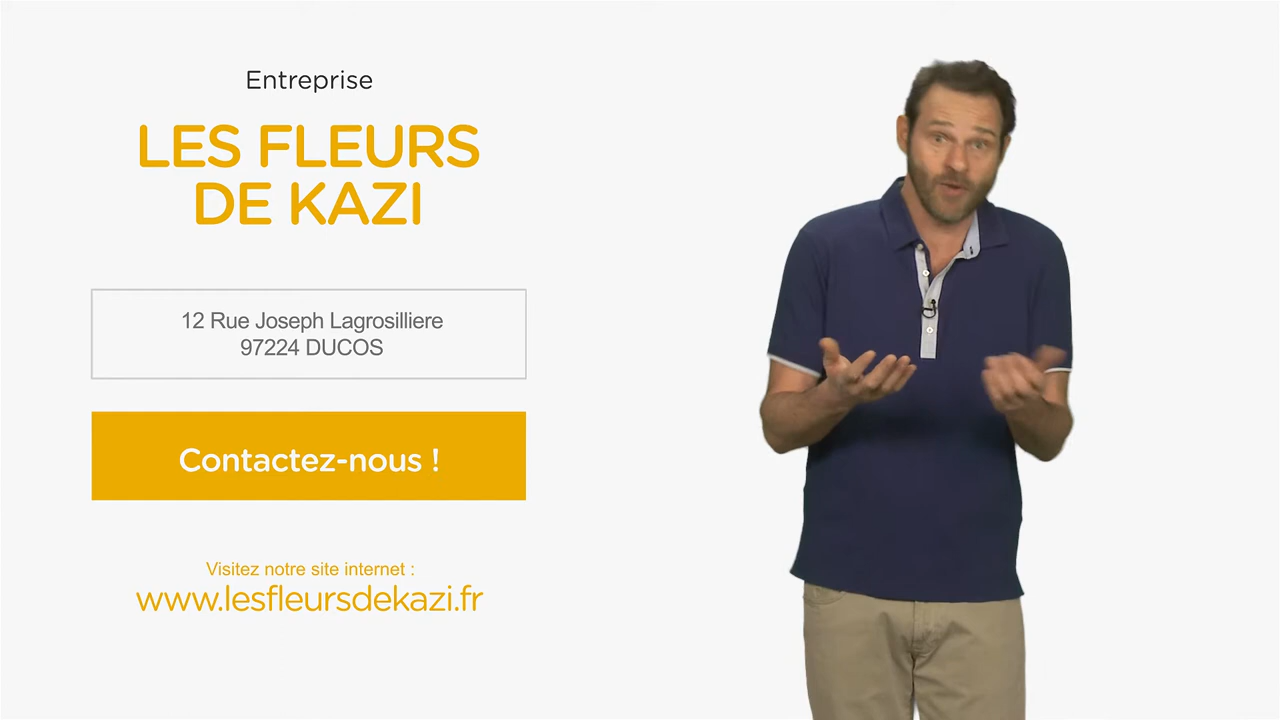 Entreprise
LES FLEURS
DE KAZI
12 Rue Joseph Lagrosilliere
97224 DUCOS
Contactez-nous !
Visitez notre site internet :
www.lesfleursdekazi.fr